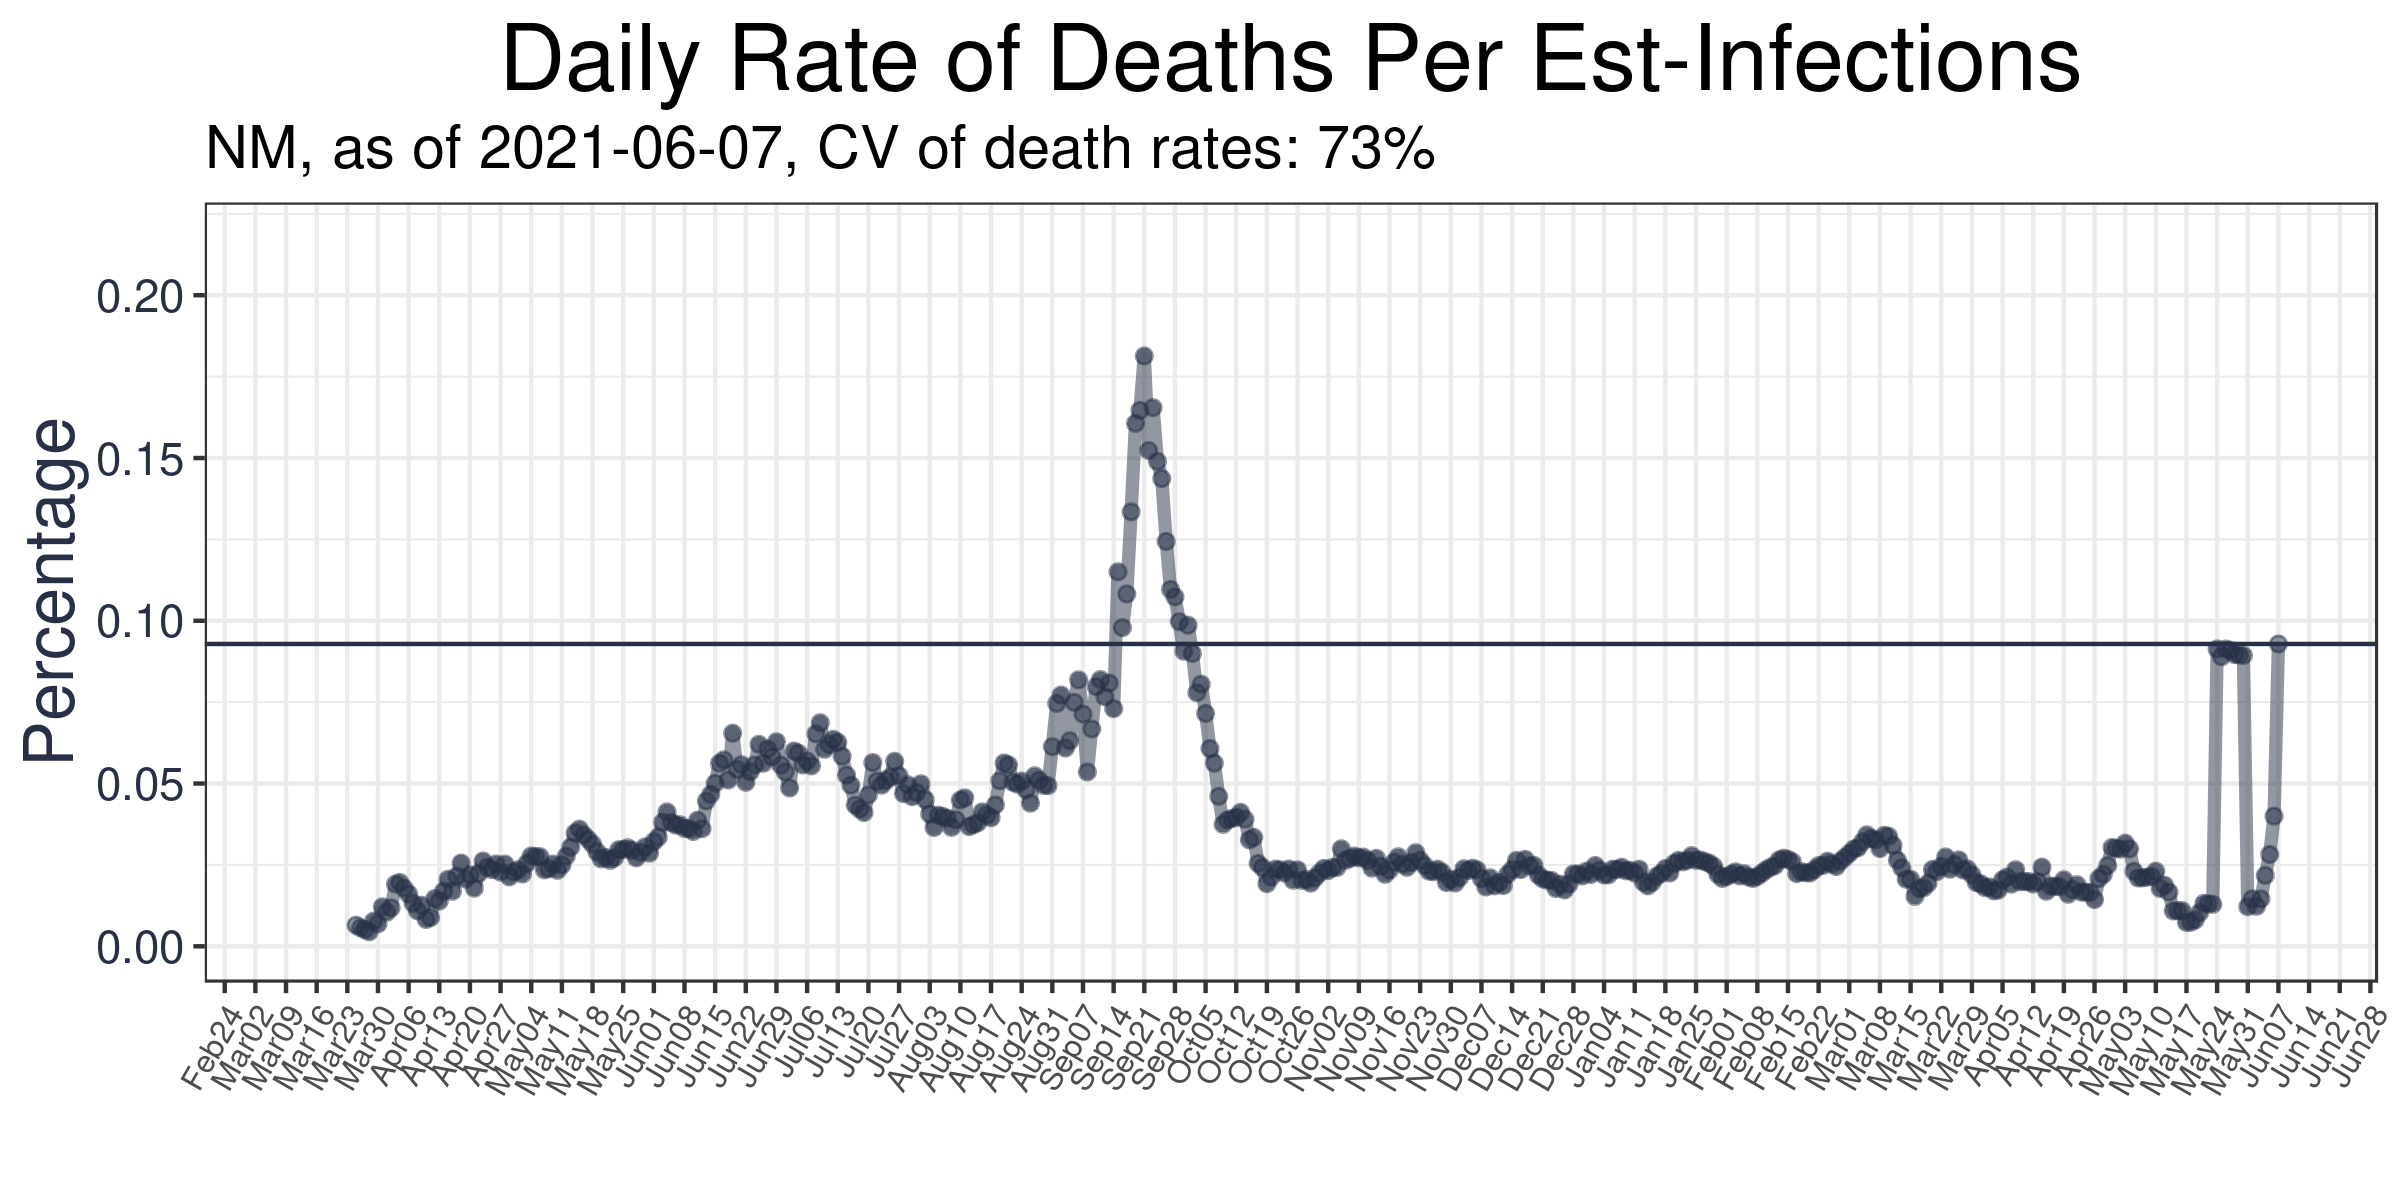 Daily Rate of Deaths Per Est-Infections
NM, as of 2021-06-07, CV of death rates: 73%
Percentage
0.20
0.15
0.10
0.05
0.00
Feb24
Mar02
Mar09
Mar16
Mar23
Mar30
Apr06
Apr13
Apr20
Apr27
May04
May11
May18
May25
Jun01
Jun08
Jun15
Jun22
Jun29
Jul06
Jul13
Jul20
Jul27
Aug03
Aug10
Aug17
Aug24
Aug31
Sep07
Sep14
Sep21
Sep28
Oct05
Oct12
Oct19
Oct26
Nov02
Nov09
Nov16
Nov23
Nov30
Dec07
Dec14
Dec21
Dec28
Jan04
Jan11
Jan18
Jan25
Feb01
Feb08
Feb15
Feb22
Mar01
Mar08
Mar15
Mar22
Mar29
Apr05
Apr12
Apr19
Apr26
May03
May10
May17
May24
May31
Jun07
Jun14
Jun21
Jun28